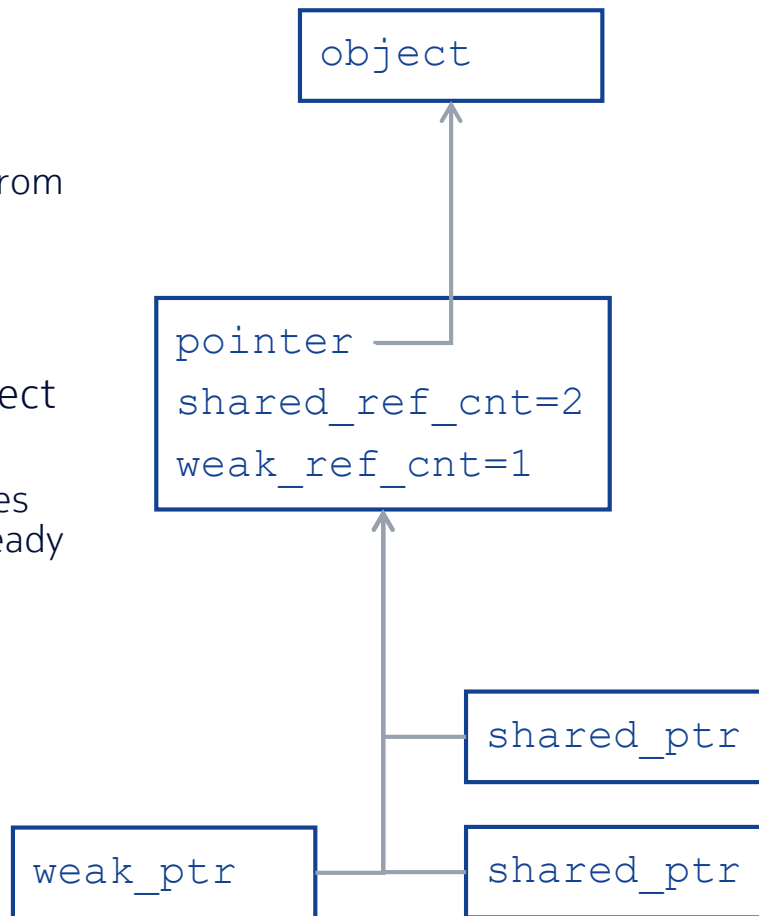 object
rom
pointer
shared_ref_cnt=2
ect
weak_ref_cnt=1
es
eady
shared_ptr
weak_ptr
shared_ptr